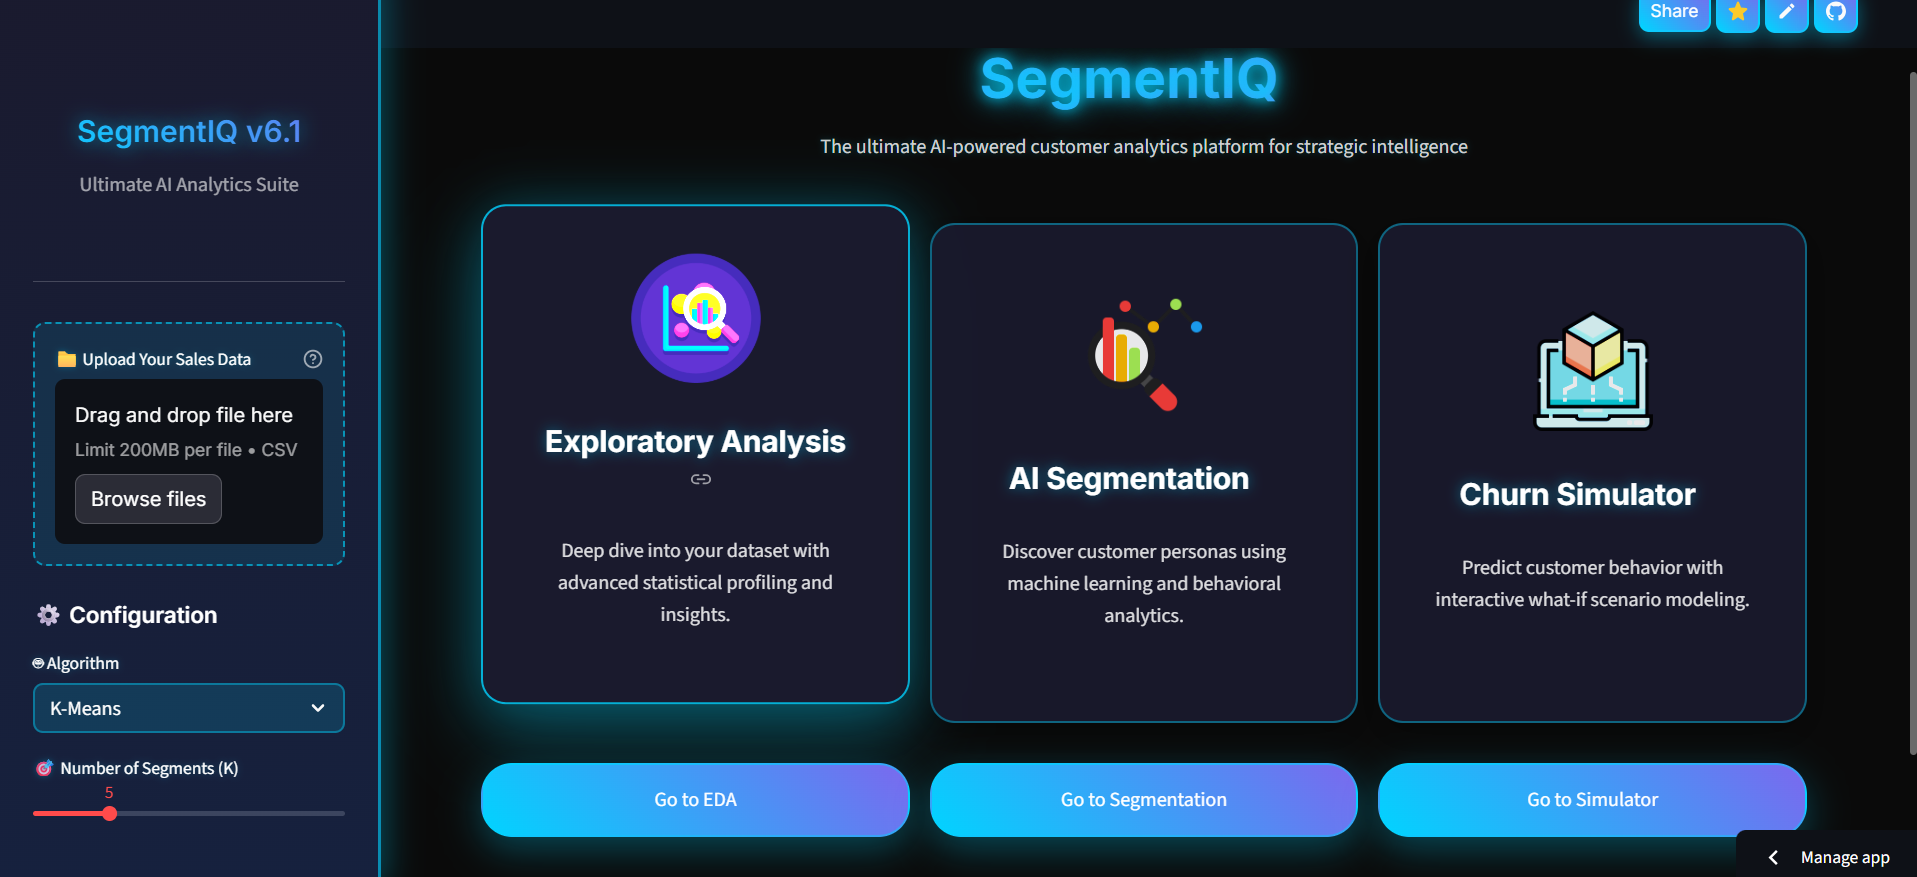 SegmentIQ v6.1
Ultimate AI Analytics Suite
📁 Upload Your Sales Data
Drag and drop file here
Limit 200MB per file • CSV
Browse files
Configuration
Algorithm
K-Means
🎯 Number of Segments (K)
5
Share
SegmentIQ
The ultimate AI-powered customer analytics platform for strategic intelligence
Exploratory Analysis
Deep dive into your dataset with
advanced statistical profiling and
insights.
Go to EDA
AI Segmentation
Discover customer personas using
machine learning and behavioral
analytics.
Go to Segmentation
Churn Simulator
Predict customer behavior with
interactive what-if scenario modeling.
Go to Simulator
Manage app